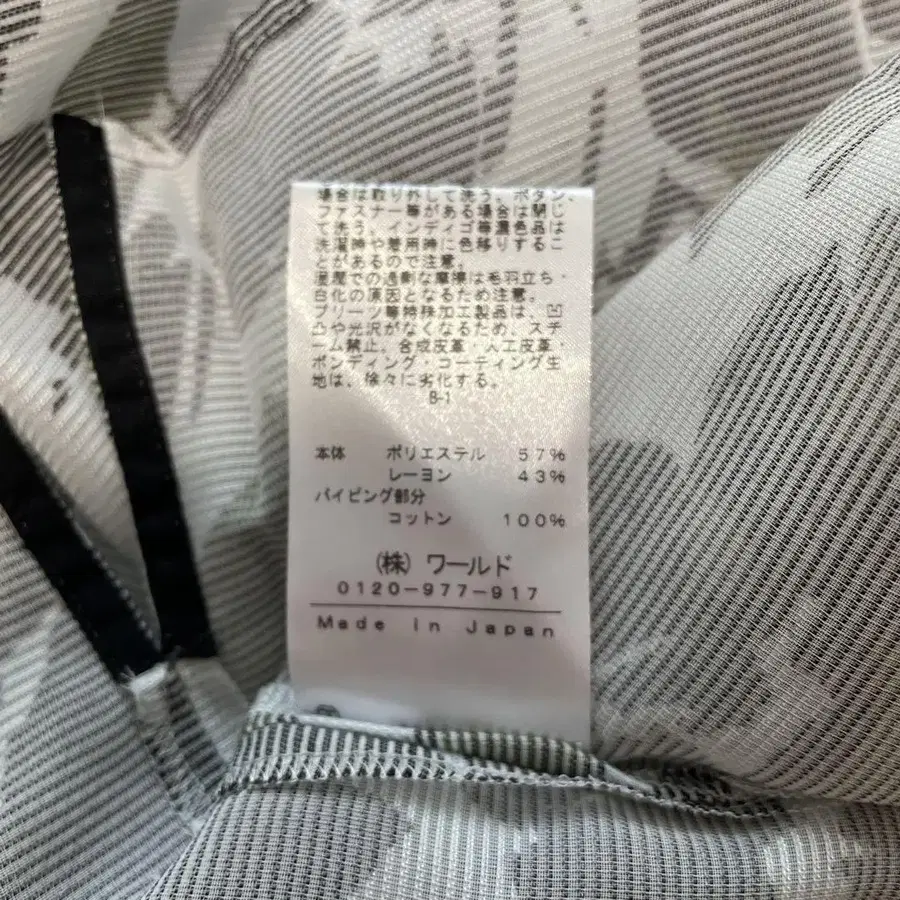 場合は取り外して洗う。ボタン、
ファスナー等がある場合は閉じ
て洗う。インディゴ等濃色品は
洗濯時や着用時に色移りするこ
とがあるので注意。
湿潤での過剰な摩擦は毛羽立ち・
白化の原因となるため注意。
プリーツ等特殊加工製品は、凹
凸や光沢がなくなるため、スチ
ーム禁止。合成皮革・人工皮革・
ボンディング・コーティング生
地は、徐々に劣化する。
8-1
本体 ポリエステル 57%
レーヨン 43%
パイピング部分
コットン 100%
(株) ワールド
0120-977-917
Made in Japan